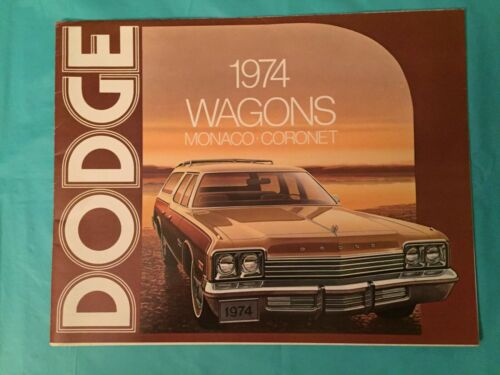 DODGE
1974
WAGONS
MONACO · CORONET
DODGE
1974